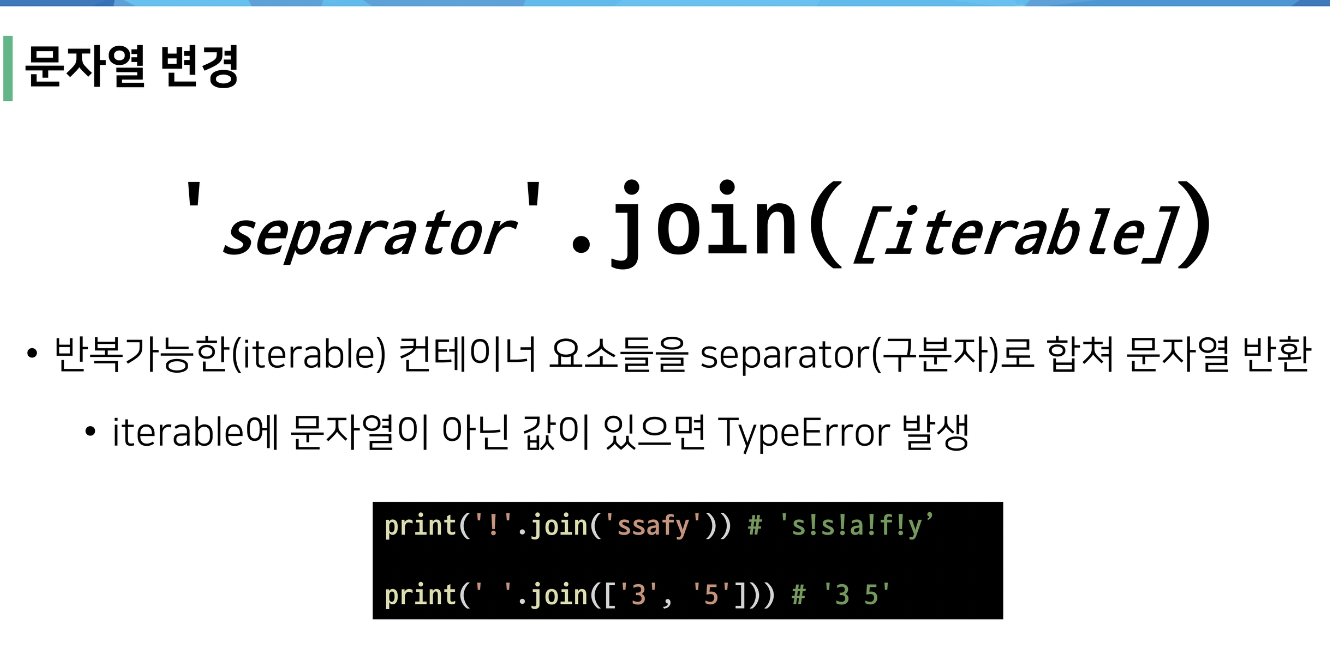 문자열 변경
'separator'.join([iterable])
• 반복가능한(iterable) 컨테이너 요소들을 separator(구분자)로 합쳐 문자열 반환
• iterable에 문자열이 아닌 값이 있으면 TypeError 발생
print('!'.join('ssafy')) # 's!s!a!f!y’
print(' '.join(['3', '5'])) # '3 5'